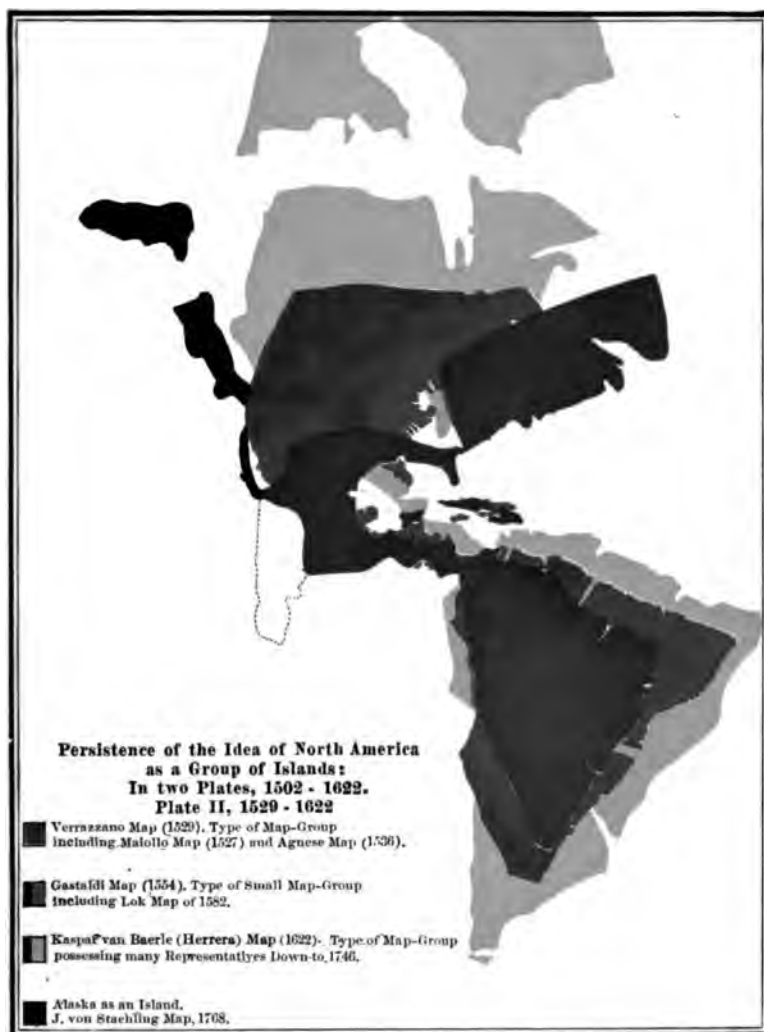 Persistence of the Idea of North America
as a Group of Islands:
In two Plates, 1502 - 1622.
Plate II, 1529 - 1622
Verrazzano Map (1529). Type of Map-Group
including Maiollo Map (1527) and Agnese Map (1536).
Gastaldi Map (1554). Type of Small Map-Group
including Lok Map of 1582.
Kaspar van Baerle (Herrera) Map (1622)- Type of Map-Group
possessing many Representatives Down to 1746.
Alaska as an Island.
J. von Staehling Map, 1768.